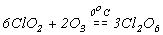 6ClO₂ + 2O₃ ==^{0° C} 3Cl₂O₆